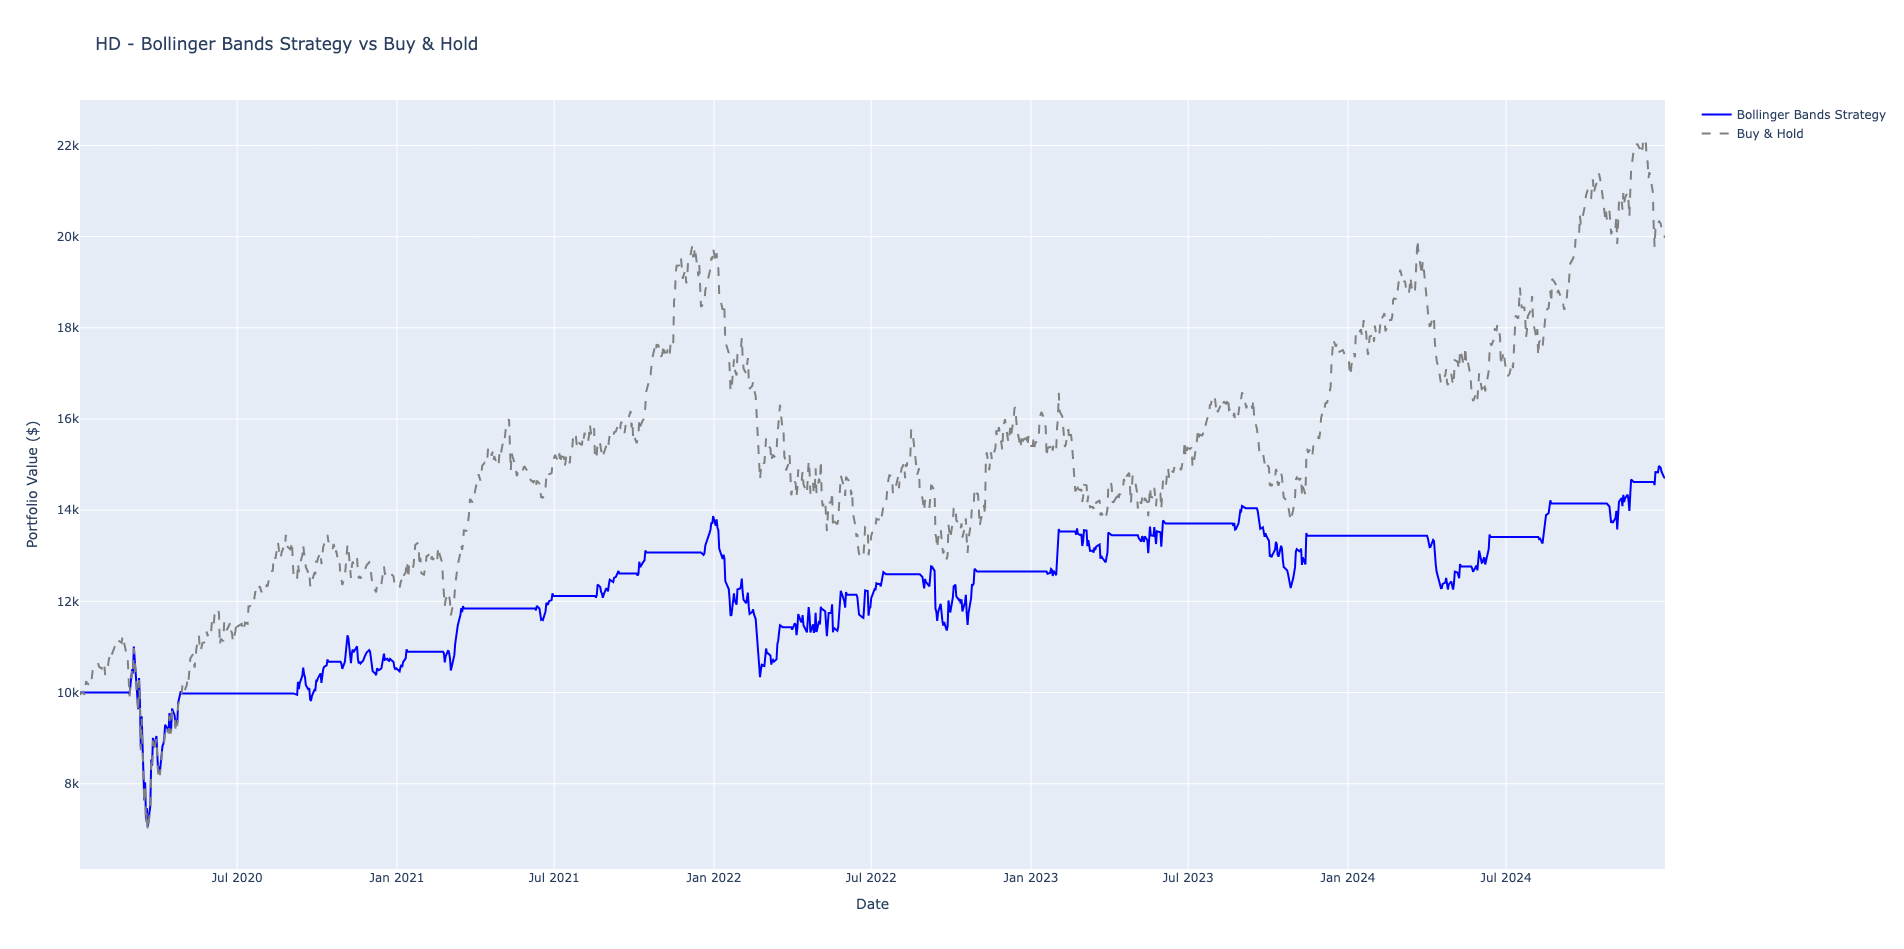 HD - Bollinger Bands Strategy vs Buy & Hold
Bollinger Bands Strategy
Buy & Hold
Portfolio Value ($)
22k
20k
18k
16k
14k
12k
10k
8k
Jul 2020
Jan 2021
Jul 2021
Jan 2022
Jul 2022
Jan 2023
Jul 2023
Jan 2024
Jul 2024
Date